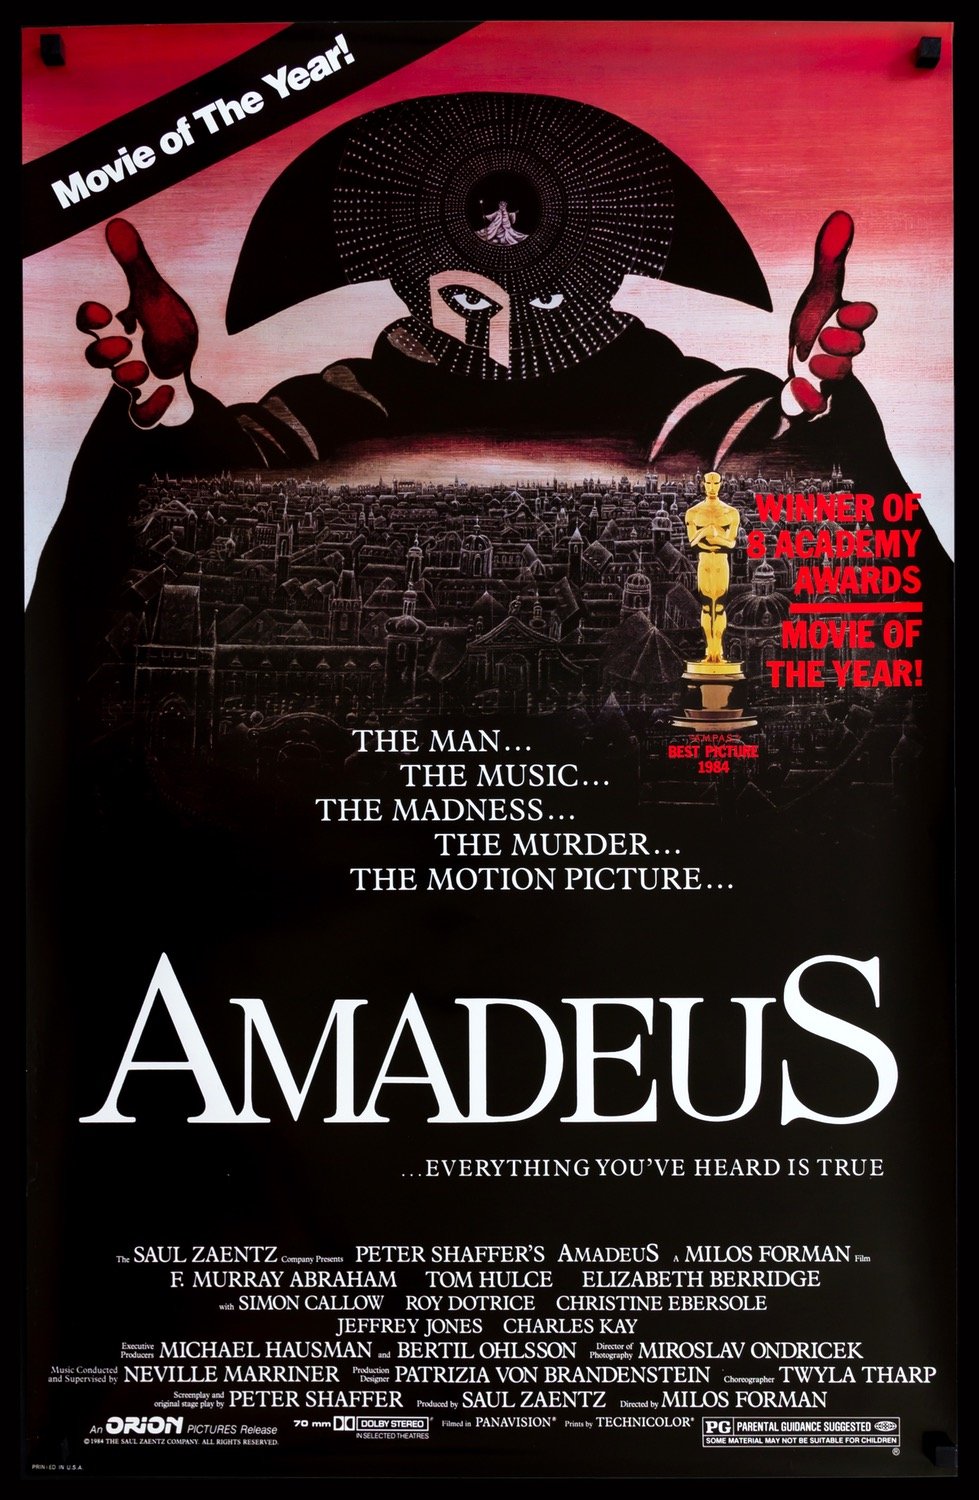 Movie of The Year!
WINNER OF
8 ACADEMY
AWARDS
MOVIE OF
THE YEAR!
A.M.P.A.S.
BEST PICTURE
1984
THE MAN...
THE MUSIC...
THE MADNESS...
THE MURDER...
THE MOTION PICTURE...
AMADEUS
...EVERYTHING YOU'VE HEARD IS TRUE
The SAUL ZAENTZ Company Presents PETER SHAFFER'S AMADEUS A MILOS FORMAN Film
F. MURRAY ABRAHAM TOM HULCE ELIZABETH BERRIDGE
with SIMON CALLOW ROY DOTRICE CHRISTINE EBERSOLE
JEFFREY JONES CHARLES KAY
Executive Producers MICHAEL HAUSMAN and BERTIL OHLSSON Director of Photography MIROSLAV ONDRICEK
Music Conducted and Supervised by NEVILLE MARRINER Production Designer PATRIZIA VON BRANDENSTEIN Choreographer TWYLA THARP
Screenplay and original stage play by PETER SHAFFER Produced by SAUL ZAENTZ Directed by MILOS FORMAN
An ORION PICTURES Release 70 mm DOLBY STEREO® IN SELECTED THEATRES Filmed in PANAVISION® Prints by TECHNICOLOR® PG PARENTAL GUIDANCE SUGGESTED
©1984 THE SAUL ZAENTZ COMPANY. ALL RIGHTS RESERVED. SOME MATERIAL MAY NOT BE SUITABLE FOR CHILDREN ®
PRINTED IN U.S.A.